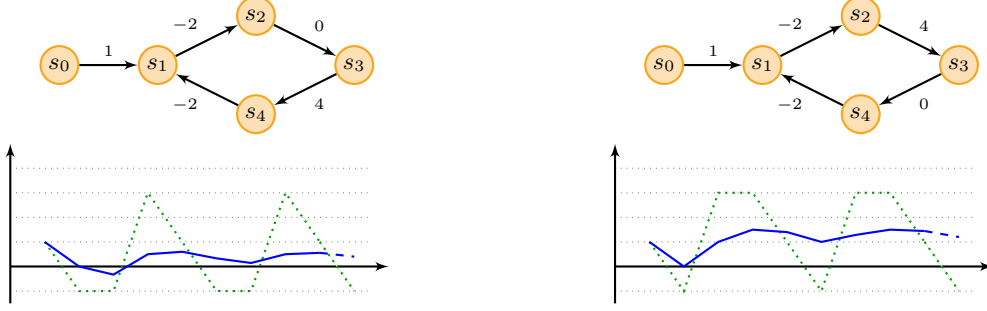 s₂ s₂
−2 0 −2 4
1 1
s₀ s₁ s₃ s₀ s₁ s₃
−2 4 −2 0
s₄ s₄